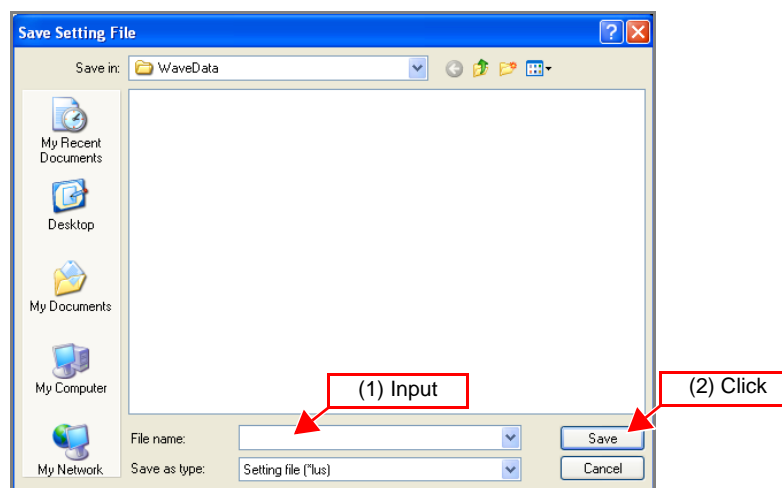 Save Setting File
Save in:
WaveData
My Recent
Documents
Desktop
My Documents
My Computer
My Network
(1) Input
(2) Click
File name:
Save
Save as type:
Setting file (*lus)
Cancel